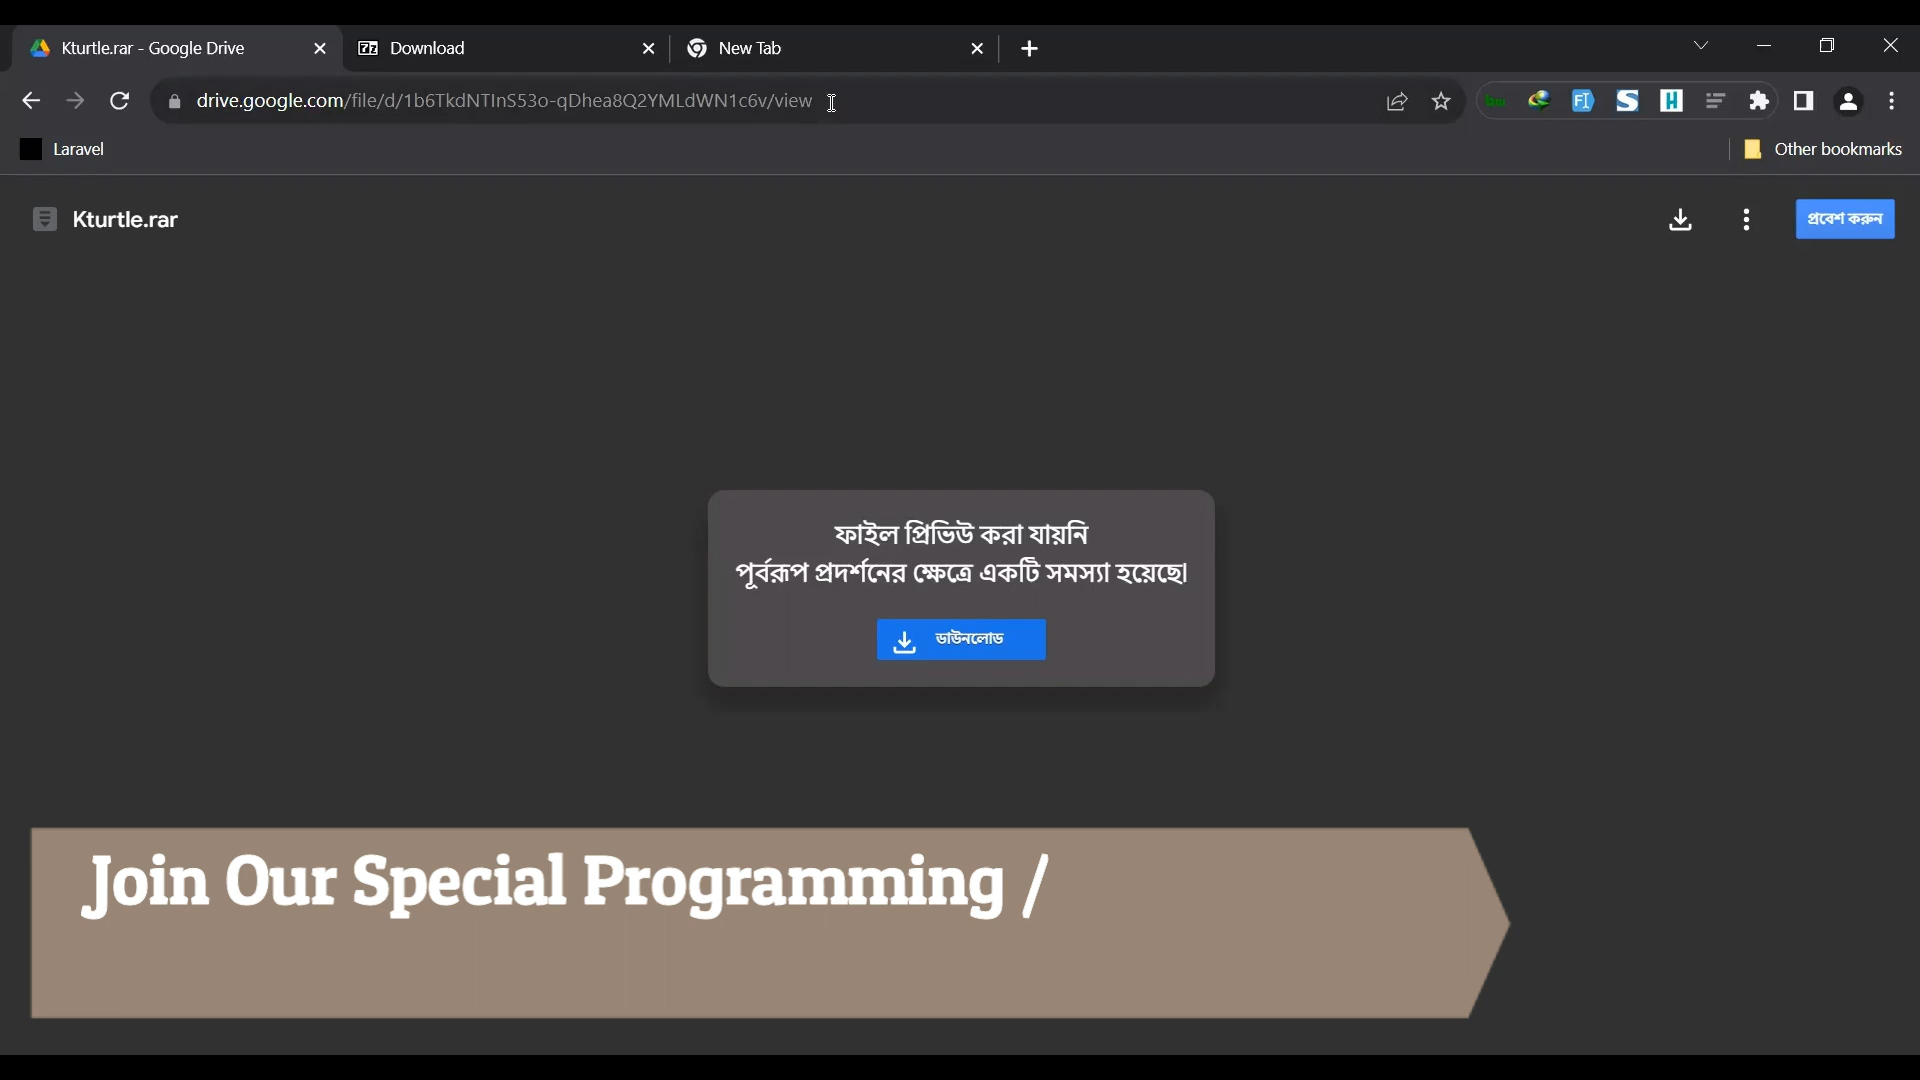 Kturtle.rar - Google Drive
Download
New Tab
drive.google.com/file/d/1b6TkdNTInS53o-qDhea8Q2YMLdWN1c6v/view
Laravel
Other bookmarks
Kturtle.rar
প্রবেশ করুন
ফাইল প্রিভিউ করা যায়নি
পূর্বরূপ প্রদর্শনের ক্ষেত্রে একটি সমস্যা হয়েছে।
ডাউনলোড
Join Our Special Programming /